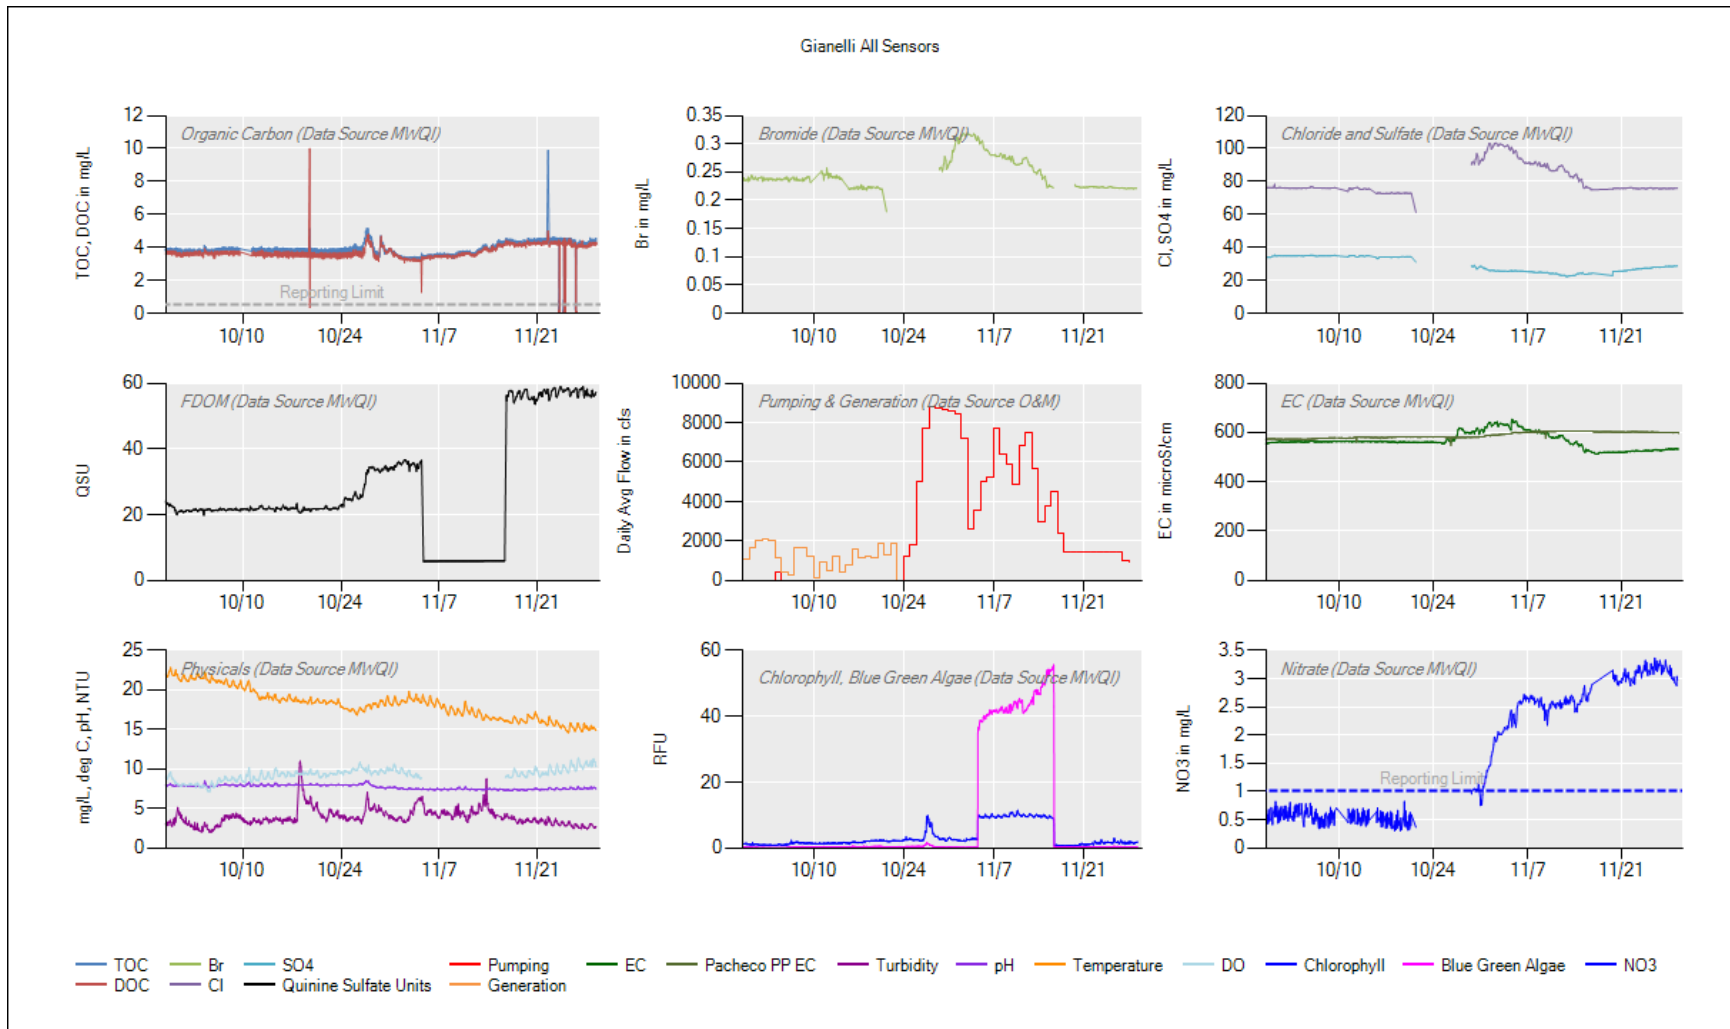 Gianelli All Sensors
Organic Carbon (Data Source MWQI)
TOC, DOC in mg/L
12
10
8
6
4
2
0
Reporting Limit
10/10 10/24 11/7 11/21
Bromide (Data Source MWQI)
Br in mg/L
0.35
0.3
0.25
0.2
0.15
0.1
0.05
0
10/10 10/24 11/7 11/21
Chloride and Sulfate (Data Source MWQI)
Cl, SO4 in mg/L
120
100
80
60
40
20
0
10/10 10/24 11/7 11/21
FDOM (Data Source MWQI)
QSU
60
40
20
0
10/10 10/24 11/7 11/21
Pumping & Generation (Data Source O&M)
Daily Avg Flow in cfs
10000
8000
6000
4000
2000
0
10/10 10/24 11/7 11/21
EC (Data Source MWQI)
EC in microS/cm
800
600
400
200
0
10/10 10/24 11/7 11/21
Physicals (Data Source MWQI)
mg/L, deg C, pH, NTU
25
20
15
10
5
0
10/10 10/24 11/7 11/21
Chlorophyll, Blue Green Algae (Data Source MWQI)
RFU
60
40
20
0
10/10 10/24 11/7 11/21
Nitrate (Data Source MWQI)
NO3 in mg/L
3.5
3
2.5
2
1.5
1
0.5
0
Reporting Limit
10/10 10/24 11/7 11/21
TOC Br SO4 Pumping EC Pacheco PP EC Turbidity pH Temperature DO Chlorophyll Blue Green Algae NO3
DOC Cl Quinine Sulfate Units Generation